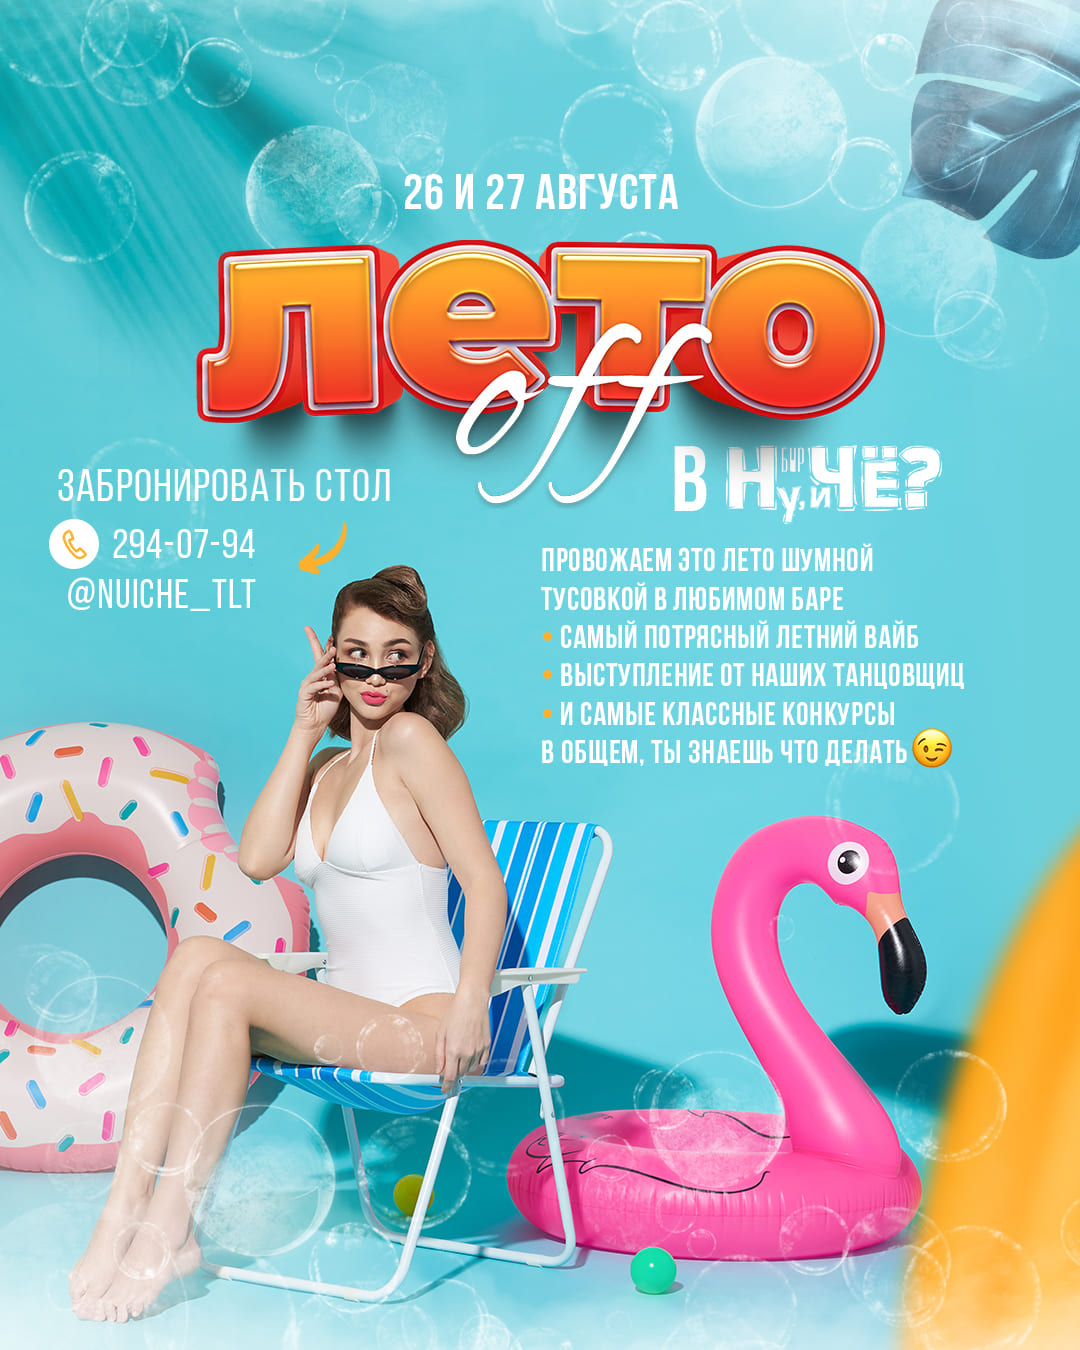 26 И 27 АВГУСТА
ЛЕТО
off
В Ну, и ЧЁ?
БАР
ЗАБРОНИРОВАТЬ СТОЛ
294-07-94
@NUICHE_TLT
ПРОВОЖАЕМ ЭТО ЛЕТО ШУМНОЙ
ТУСОВКОЙ В ЛЮБИМОМ БАРЕ
• САМЫЙ ПОТРЯСНЫЙ ЛЕТНИЙ ВАЙБ
• ВЫСТУПЛЕНИЕ ОТ НАШИХ ТАНЦОВЩИЦ
• И САМЫЕ КЛАССНЫЕ КОНКУРСЫ
В ОБЩЕМ, ТЫ ЗНАЕШЬ ЧТО ДЕЛАТЬ😉